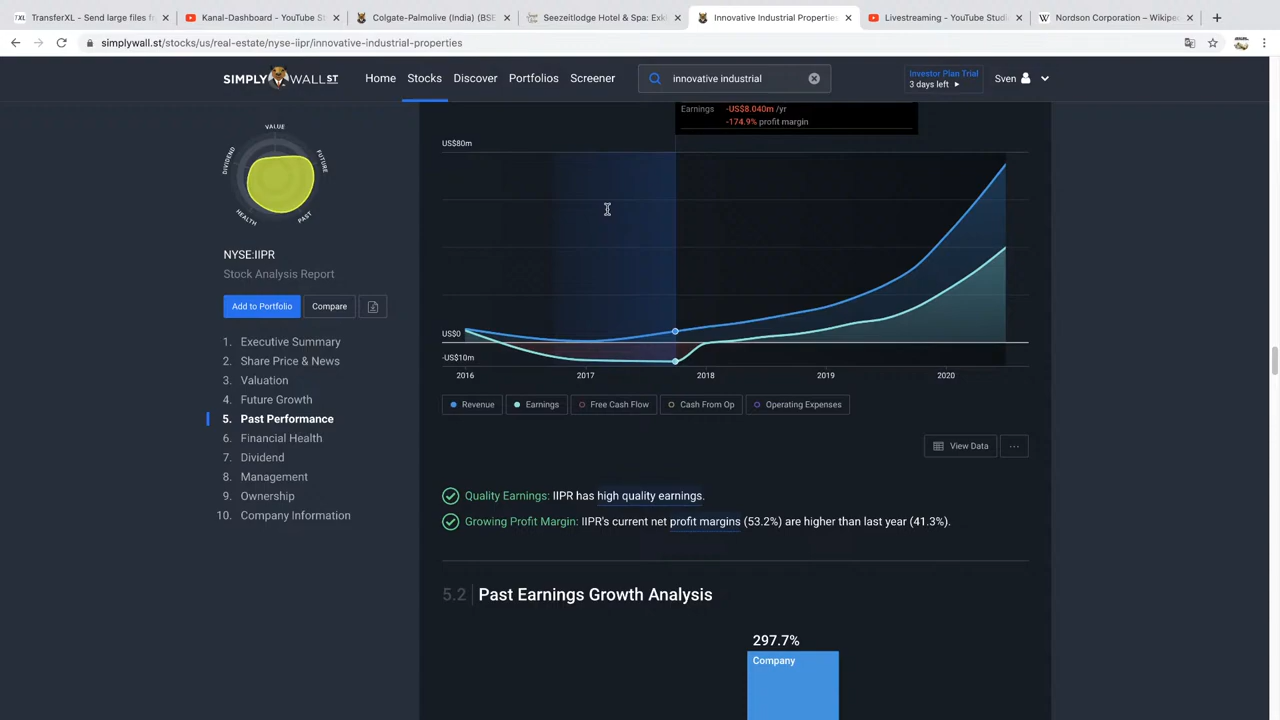 TransferXL - Send large files f
Kanal-Dashboard - YouTube S
Colgate-Palmolive (India) (BSE
Seezeitlodge Hotel & Spa: Exk
Innovative Industrial Properties
Livestreaming - YouTube Studi
Nordson Corporation – Wikipe
simplywall.st/stocks/us/real-estate/nyse-iipr/innovative-industrial-properties
SIMPLY WALL ST
Home
Stocks
Discover
Portfolios
Screener
innovative industrial
Investor Plan Trial
3 days left
Sven
VALUE
FUTURE
PAST
HEALTH
DIVIDEND
NYSE:IIPR
Stock Analysis Report
Add to Portfolio
Compare
1. Executive Summary
2. Share Price & News
3. Valuation
4. Future Growth
5. Past Performance
6. Financial Health
7. Dividend
8. Management
9. Ownership
10. Company Information
Earnings -US$8.040m /yr
-174.9% profit margin
US$80m
US$0
-US$10m
2016 2017 2018 2019 2020
Revenue
Earnings
Free Cash Flow
Cash From Op
Operating Expenses
View Data
...
Quality Earnings: IIPR has high quality earnings.
Growing Profit Margin: IIPR's current net profit margins (53.2%) are higher than last year (41.3%).
5.2 Past Earnings Growth Analysis
297.7%
Company